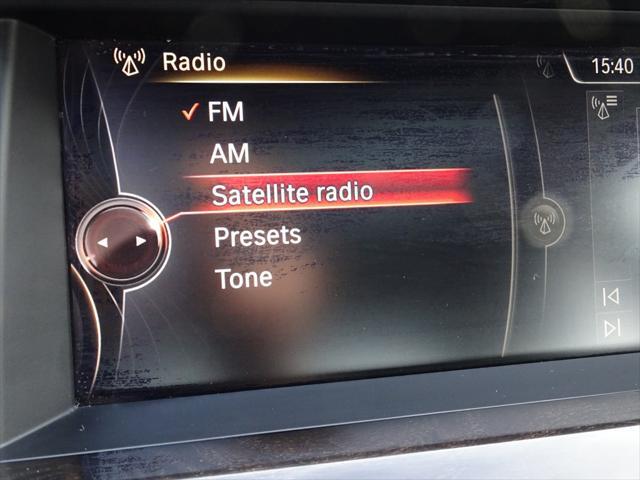 Radio
15:40
FM
AM
Satellite radio
Presets
Tone